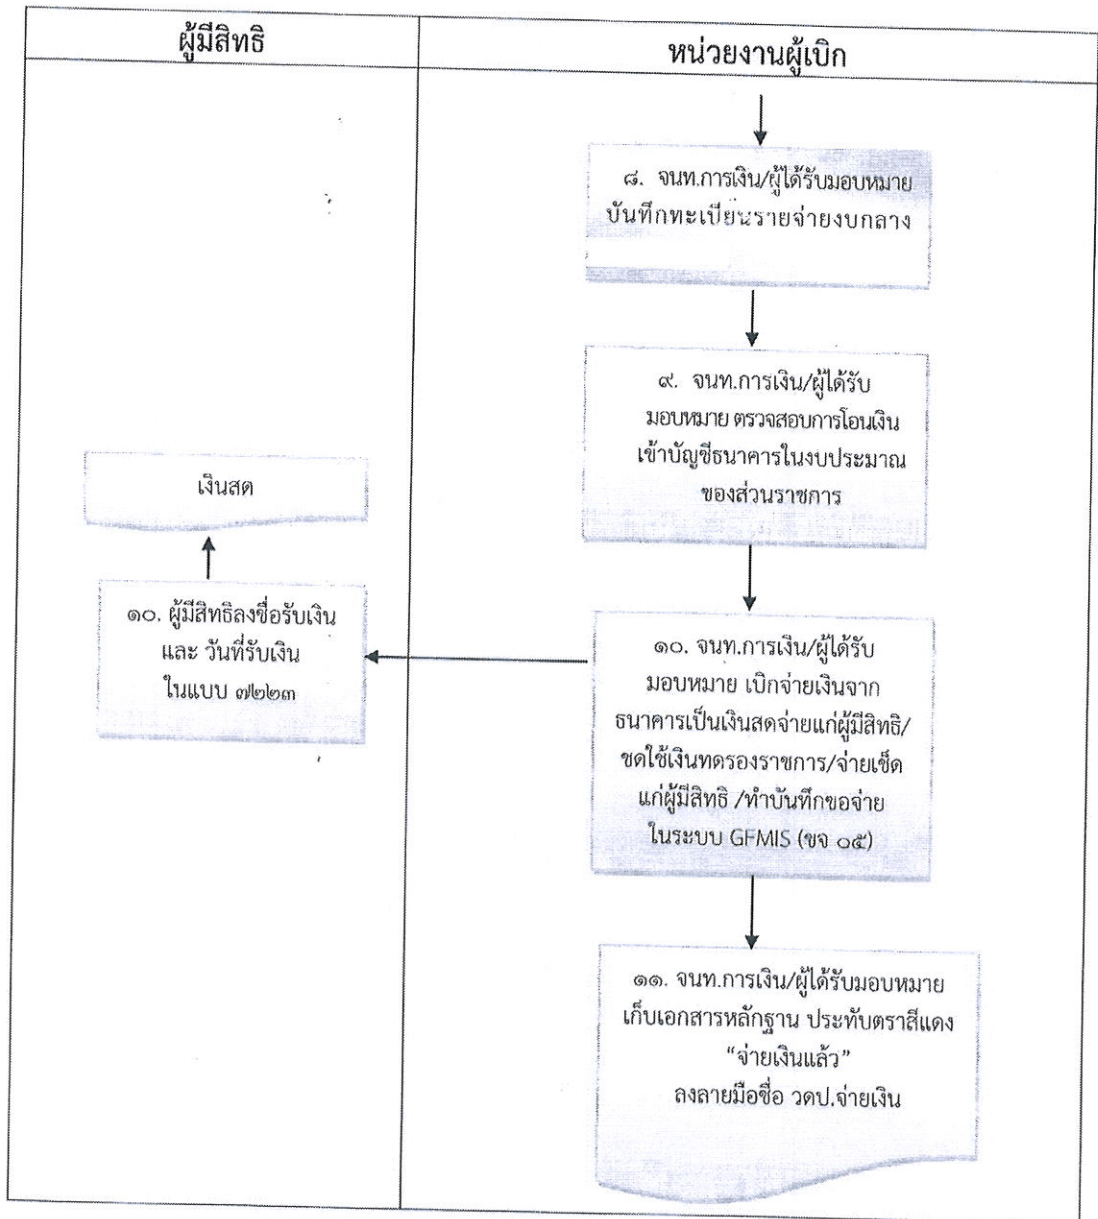 ผู้มีสิทธิ
หน่วยงานผู้เบิก
๘. จนท.การเงิน/ผู้ได้รับมอบหมาย
บันทึกทะเบียนรายจ่ายงบกลาง
๙. จนท.การเงิน/ผู้ได้รับ
มอบหมาย ตรวจสอบการโอนเงิน
เข้าบัญชีธนาคารในงบประมาณ
ของส่วนราชการ
เงินสด
๑๐. ผู้มีสิทธิลงชื่อรับเงิน
และ วันที่รับเงิน
ในแบบ ๗๒๒๓
๑๐. จนท.การเงิน/ผู้ได้รับ
มอบหมาย เบิกจ่ายเงินจาก
ธนาคารเป็นเงินสดจ่ายแก่ผู้มีสิทธิ/
ชดใช้เงินทดรองราชการ/จ่ายเช็ค
แก่ผู้มีสิทธิ /ทำบันทึกขอจ่าย
ในระบบ GFMIS (ขจ ๐๕)
๑๑. จนท.การเงิน/ผู้ได้รับมอบหมาย
เก็บเอกสารหลักฐาน ประทับตราสีแดง
“จ่ายเงินแล้ว”
ลงลายมือชื่อ วดป.จ่ายเงิน